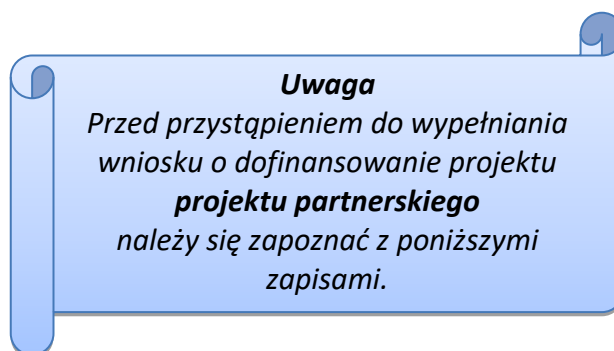 Uwaga
Przed przystąpieniem do wypełniania
wniosku o dofinansowanie projektu
projektu partnerskiego
należy się zapoznać z poniższymi
zapisami.